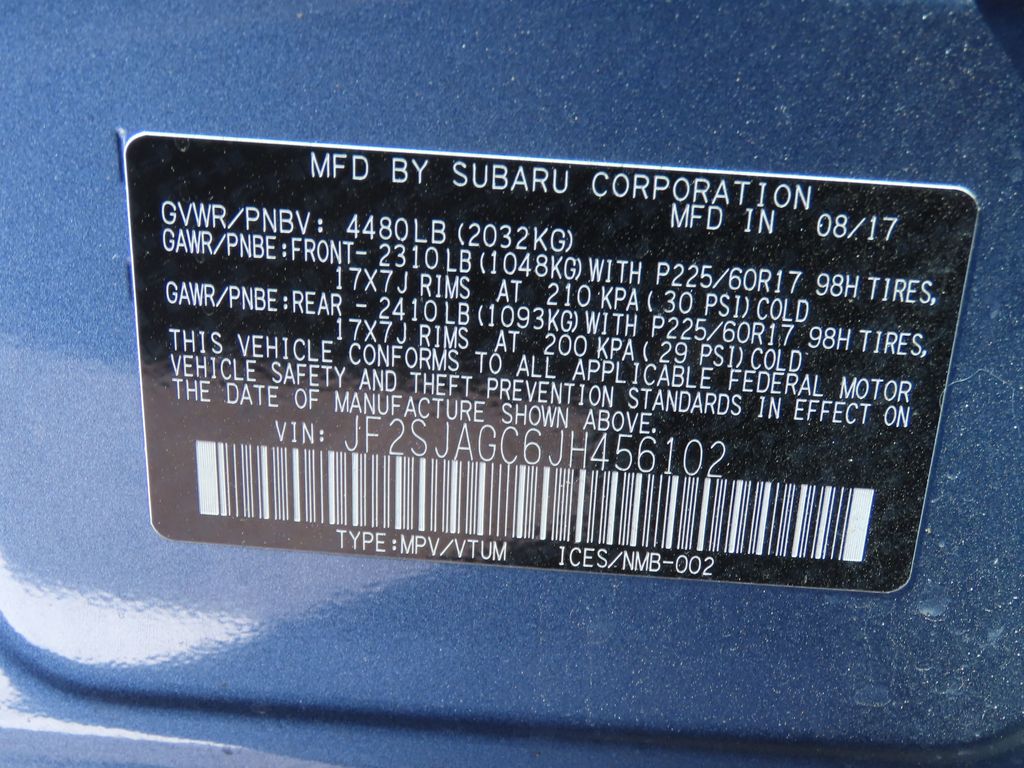 MFD BY SUBARU CORPORATION
MFD IN 08/17
GVWR/PNBV: 4480LB (2032KG)
GAWR/PNBE:FRONT- 2310LB (1048KG) WITH P225/60R17 98H TIRES,
17X7J RIMS AT 210 KPA ( 30 PSI) COLD
GAWR/PNBE:REAR - 2410LB (1093KG) WITH P225/60R17 98H TIRES,
17X7J RIMS AT 200 KPA ( 29 PSI) COLD
THIS VEHICLE CONFORMS TO ALL APPLICABLE FEDERAL MOTOR
VEHICLE SAFETY AND THEFT PREVENTION STANDARDS IN EFFECT ON
THE DATE OF MANUFACTURE SHOWN ABOVE.
VIN: JF2SJAGC6JH456102
TYPE:MPV/VTUM ICES/NMB-002